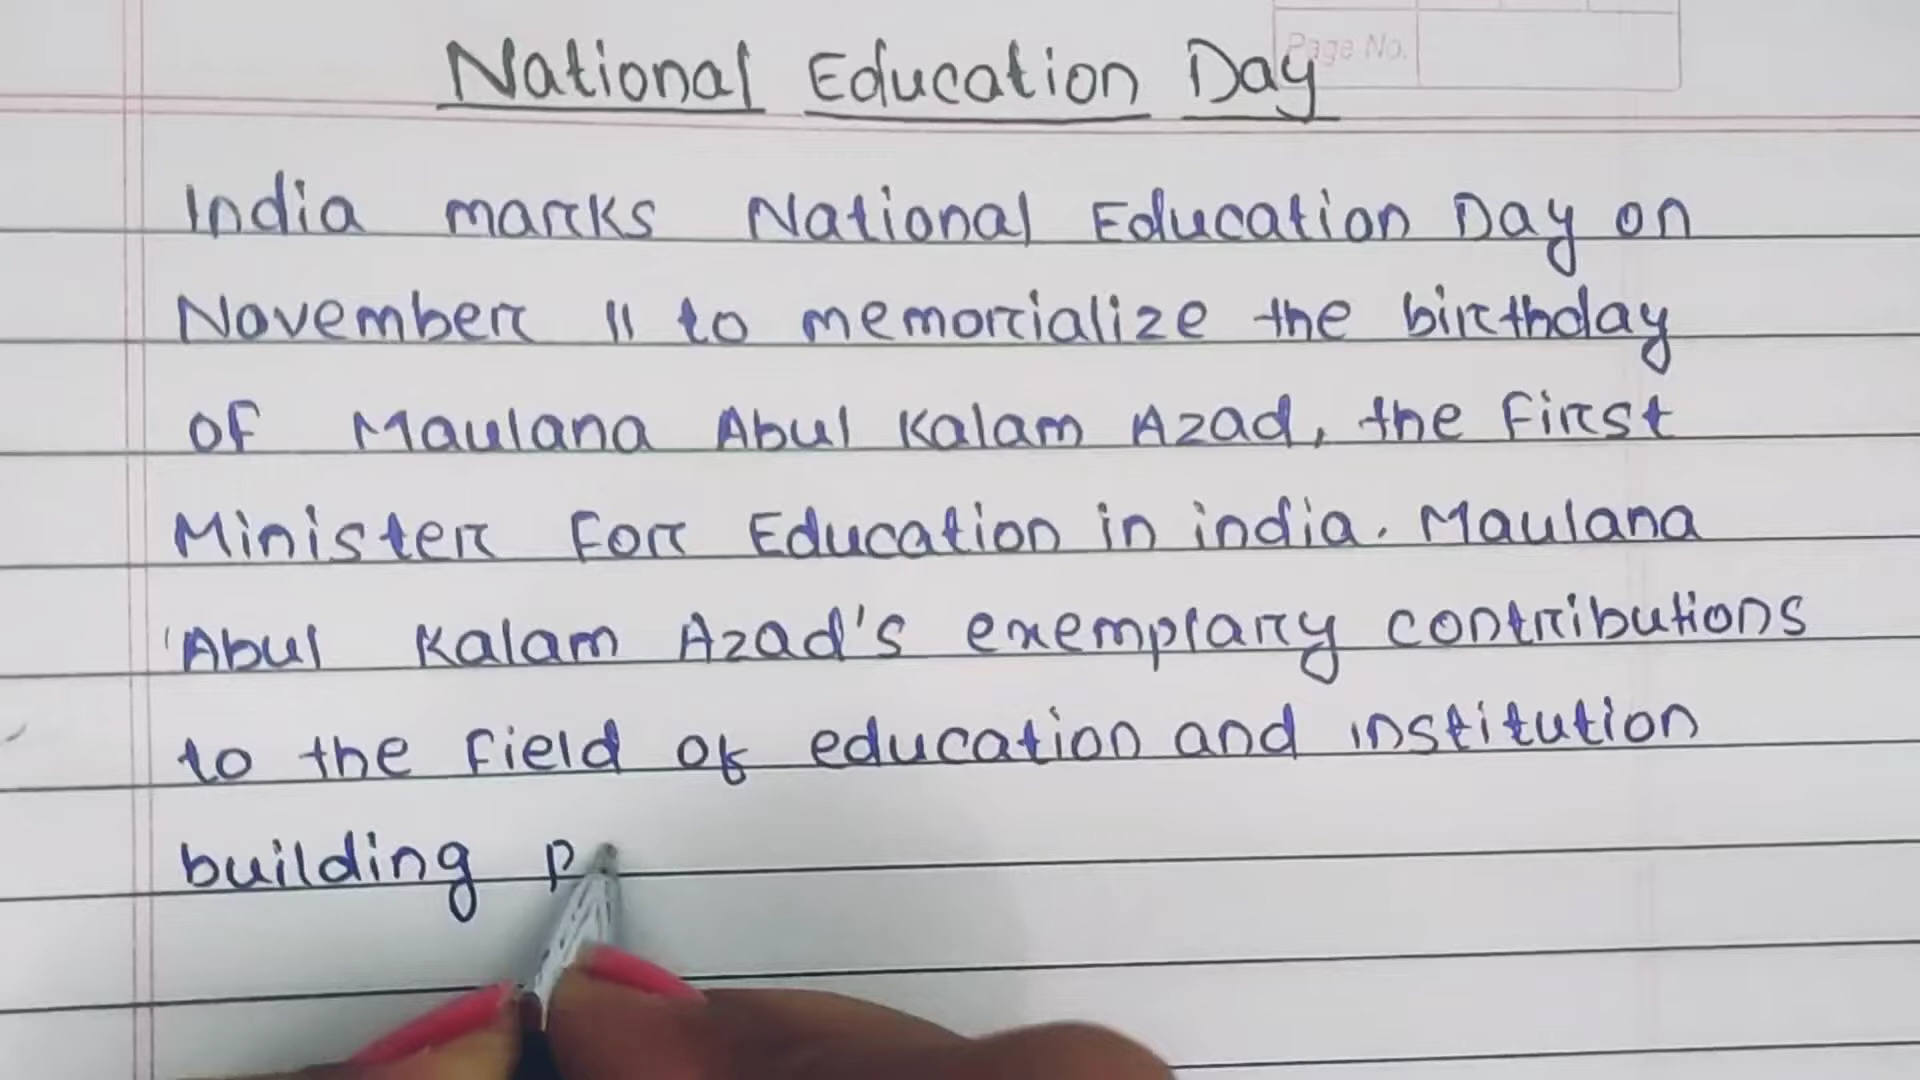 Page No.
National Education Day
India marks National Education Day on
November 11 to memorialize the birthday
of Maulana Abul Kalam Azad, the first
Minister For Education in india. Maulana
Abul Kalam Azad's exemplary contributions
to the field of education and institution
building p